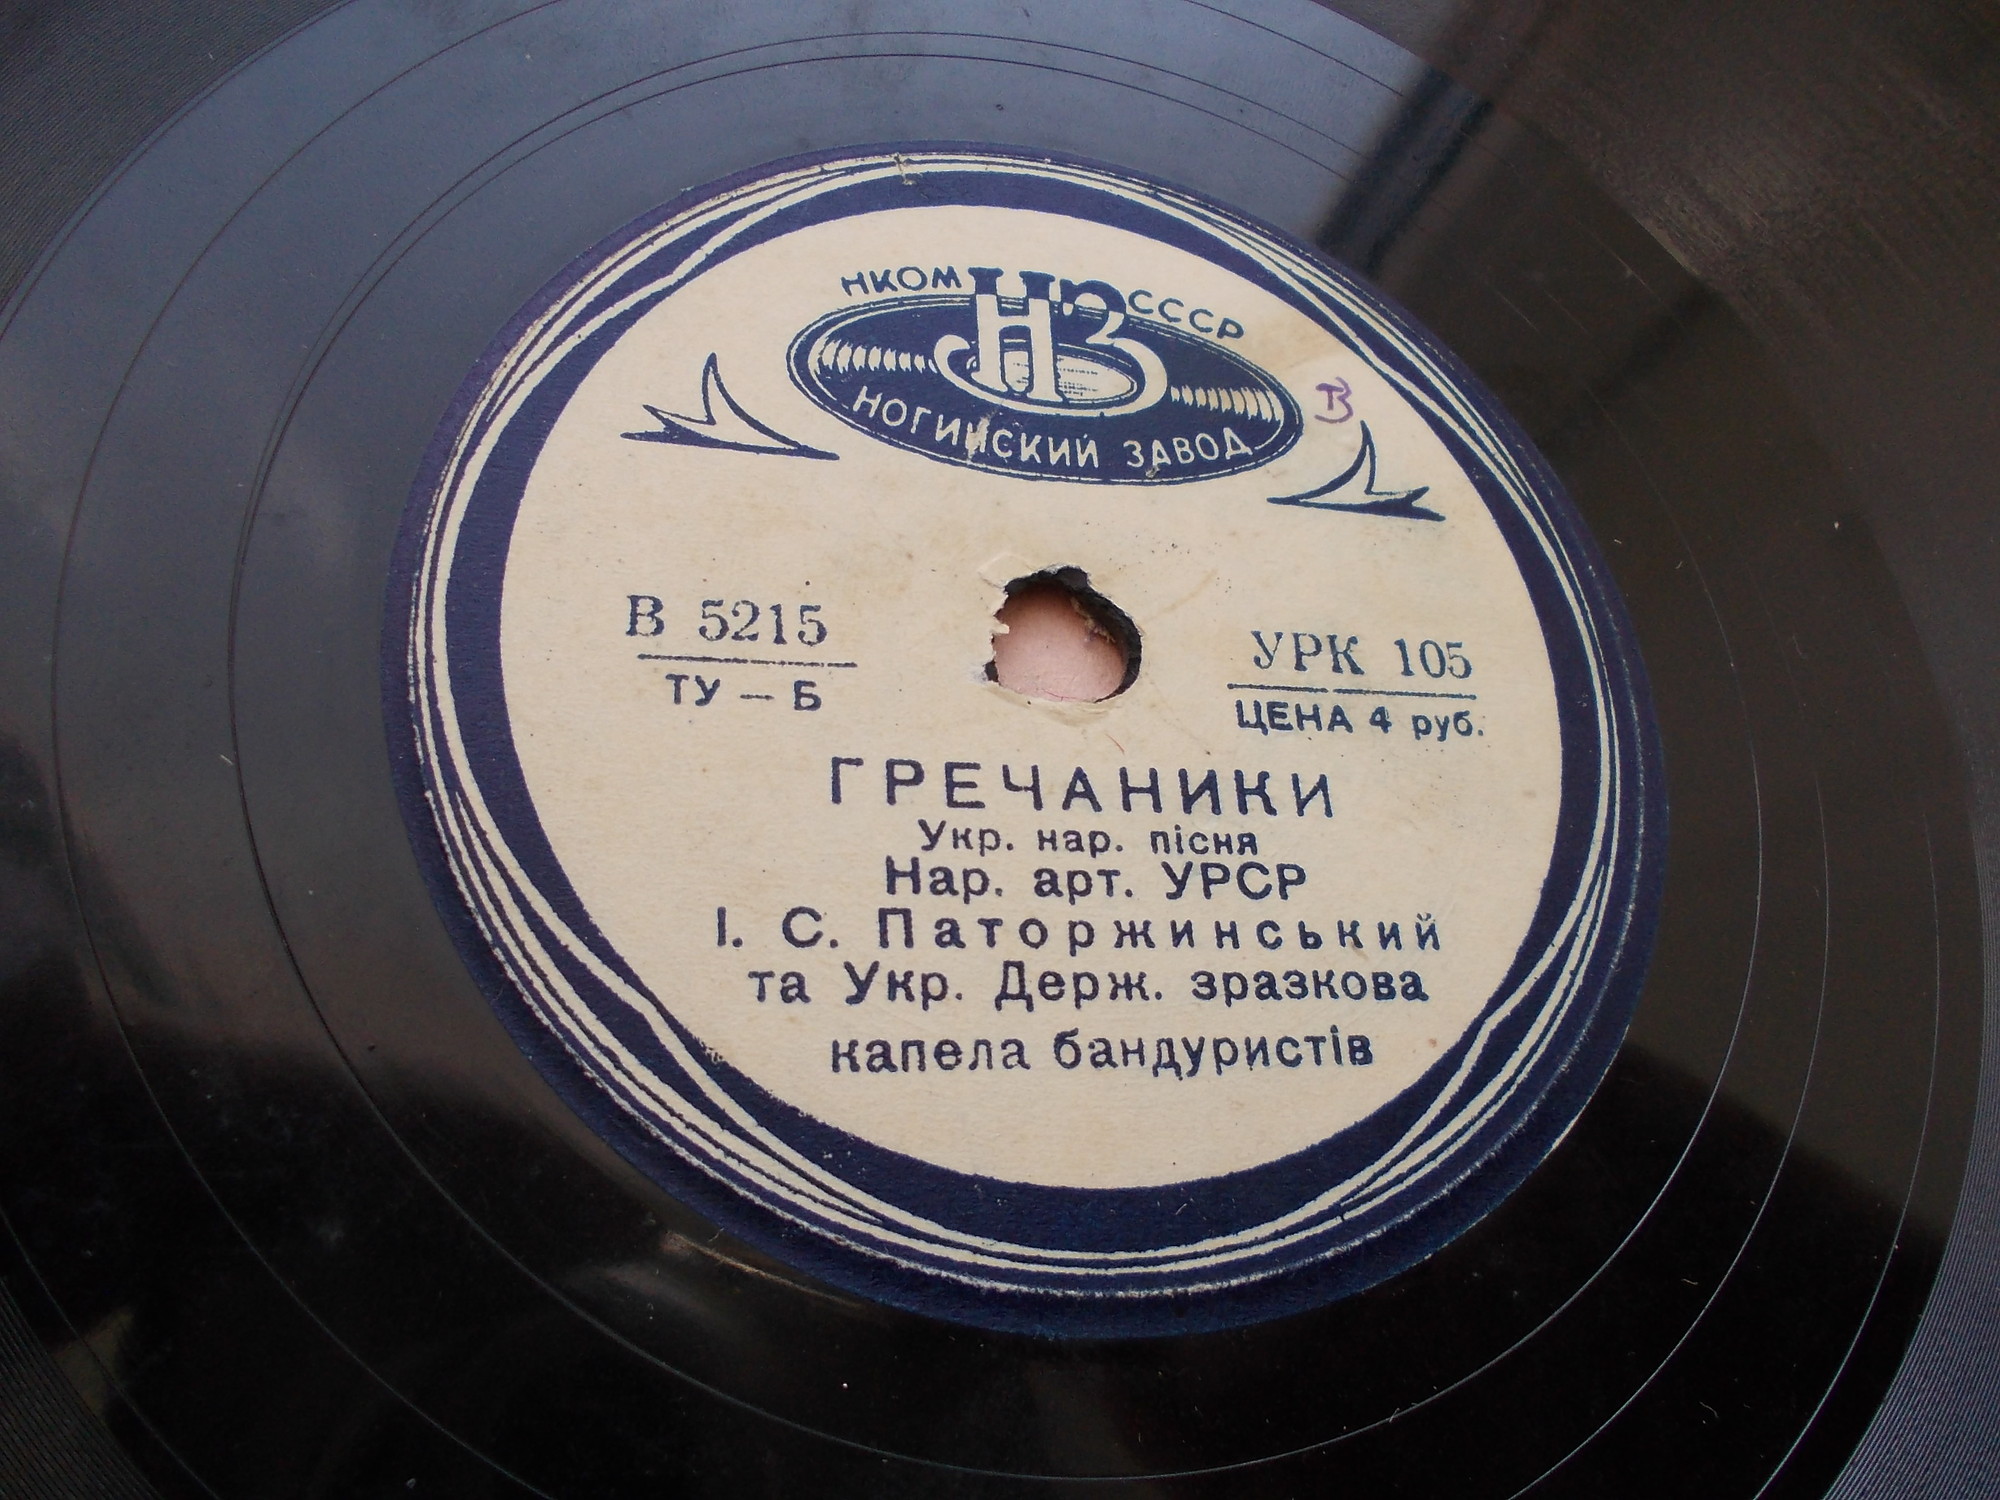 НКОМ НЗ СССР
НОГИНСКИЙ ЗАВОД
В
В 5215
ТУ — Б
УРК 105
ЦЕНА 4 руб.
ГРЕЧАНИКИ
Укр. нар. пісня
Нар. арт. УРСР
І. С. Паторжинський
та Укр. Держ. зразкова
капела бандуристів